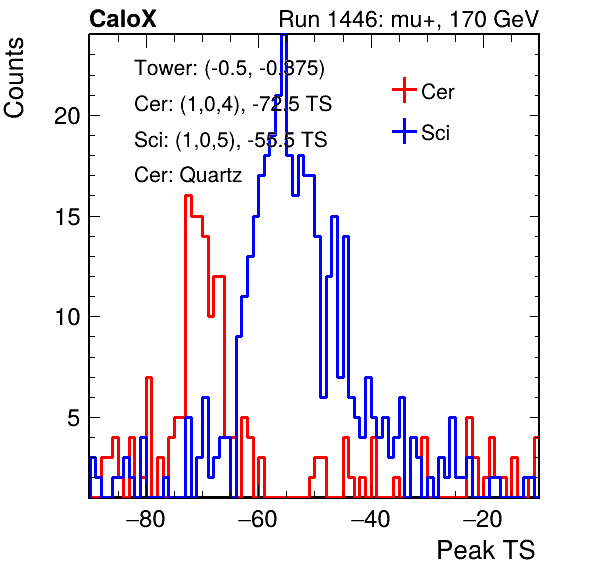 CaloX Run 1446: mu+, 170 GeV
Counts
Tower: (-0.5, -0.375)
Cer: (1,0,4), -72.5 TS
Sci: (1,0,5), -55.5 TS
Cer: Quartz
Cer
Sci
20
15
10
5
−80 −60 −40 −20
Peak TS